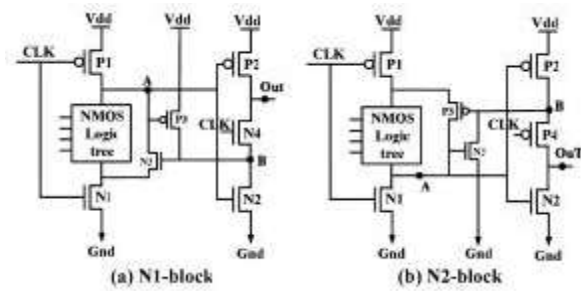 Vdd Vdd Vdd
CLK P1 P2
A Out
NMOS Logic tree
P3
CLK N4
N3 B
N1 N2
Gnd Gnd
(a) N1-block
Vdd Vdd
CLK P1 P2
P3 B
NMOS Logic tree
CLK P4
N3 OuT
A
N1 N2
Gnd Gnd Gnd
(b) N2-block